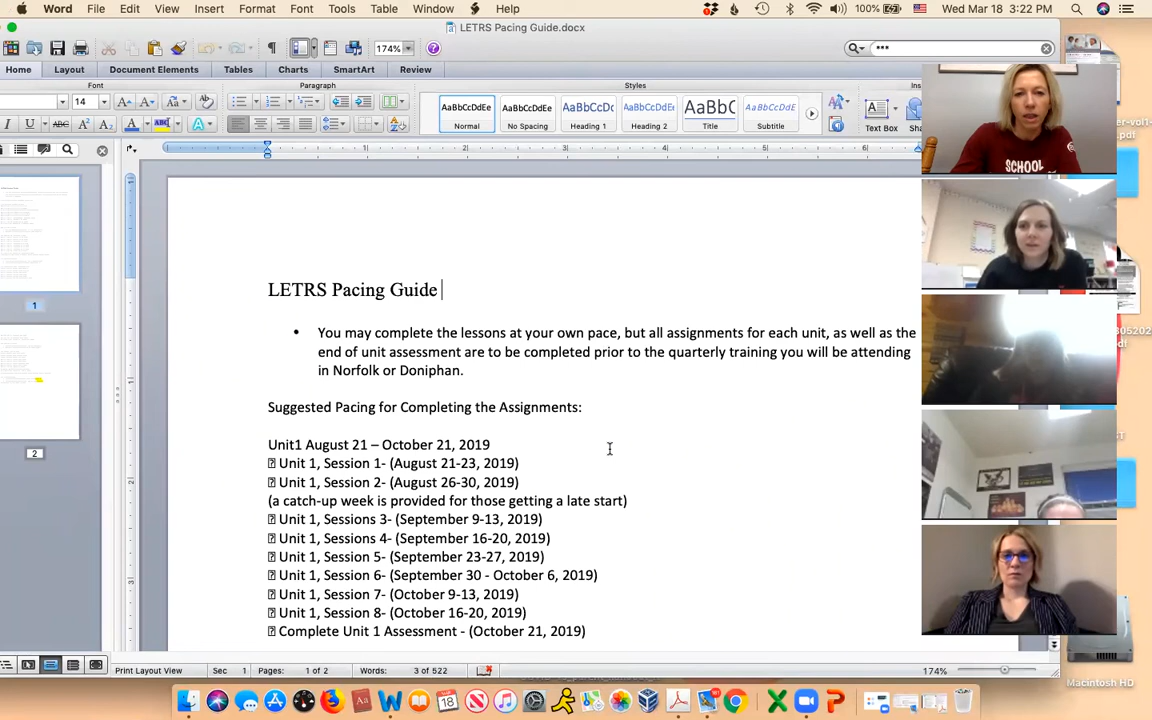 Word File Edit View Insert Format Font Tools Table Window Help 100% Wed Mar 18 3:22 PM
LETRS Pacing Guide.docx
174% ***
Home Layout Document Elements Tables Charts SmartArt Review
Font Paragraph Styles
14 Aa
AaBbCcDdEe AaBbCcDdEe AaBbCcDc AaBbCcDdEe AaBbC AaBbCcDdE
Normal No Spacing Heading 1 Heading 2 Title Subtitle Text Box
SCHOOL
LETRS Pacing Guide
• You may complete the lessons at your own pace, but all assignments for each unit, as well as the
end of unit assessment are to be completed prior to the quarterly training you will be attending
in Norfolk or Doniphan.
Suggested Pacing for Completing the Assignments:
Unit1 August 21 – October 21, 2019
Unit 1, Session 1- (August 21-23, 2019)
Unit 1, Session 2- (August 26-30, 2019)
(a catch-up week is provided for those getting a late start)
Unit 1, Sessions 3- (September 9-13, 2019)
Unit 1, Sessions 4- (September 16-20, 2019)
Unit 1, Session 5- (September 23-27, 2019)
Unit 1, Session 6- (September 30 - October 6, 2019)
Unit 1, Session 7- (October 9-13, 2019)
Unit 1, Session 8- (October 16-20, 2019)
Complete Unit 1 Assessment - (October 21, 2019)
1
2
Print Layout View Sec 1 Pages: 1 of 2 Words: 3 of 522 174%
Macintosh HD
18